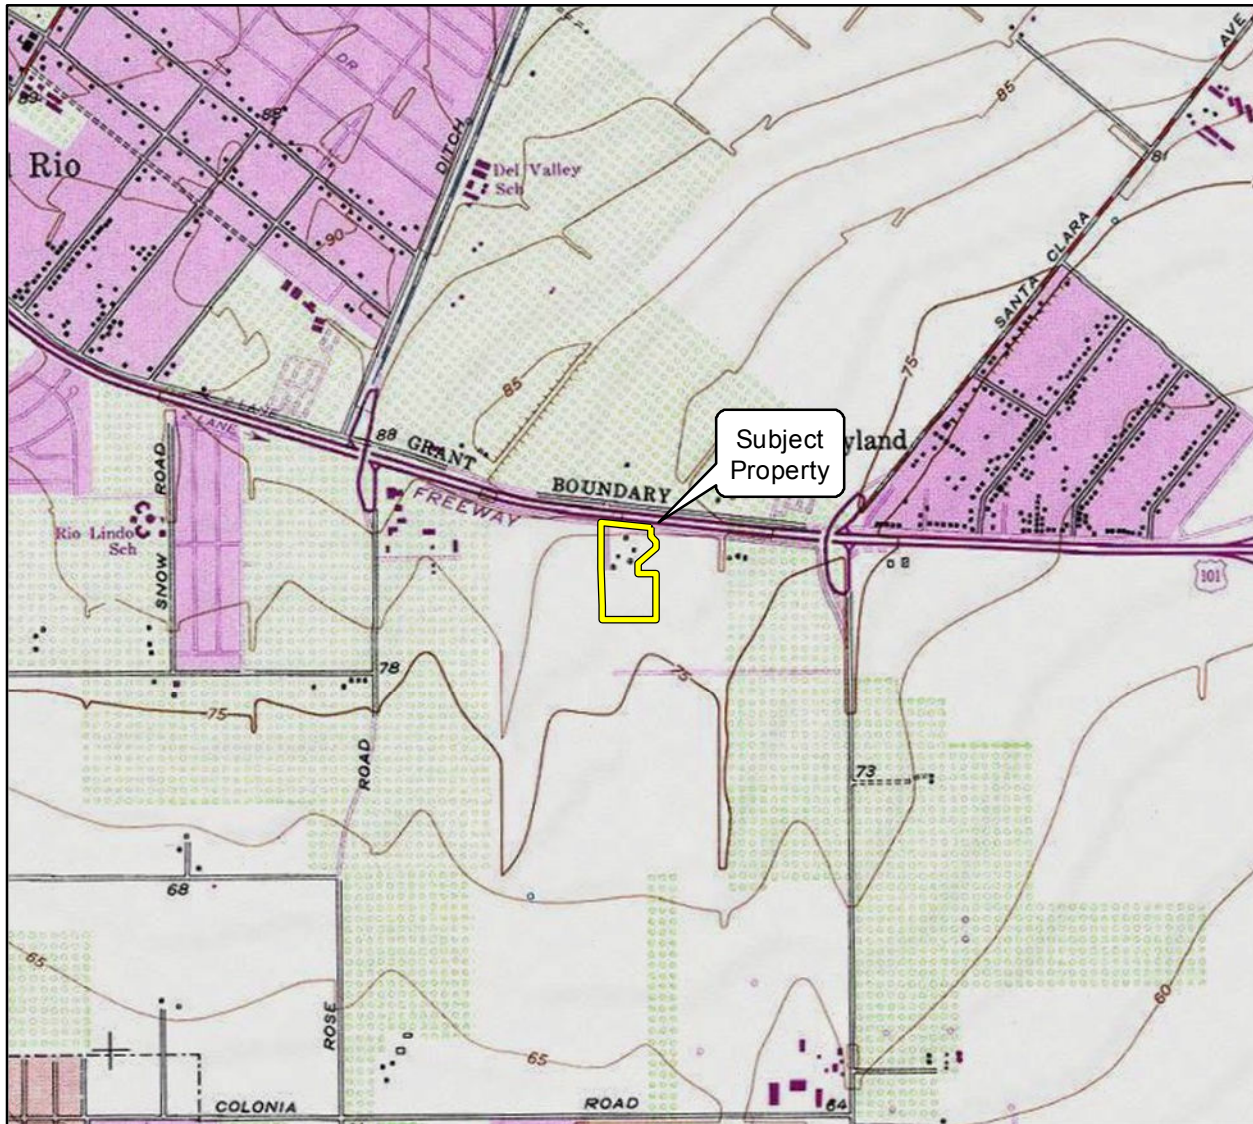 AVE
DR
89
88
85
DITCH
81
l Rio
Del Valley
Sch
90
SANTA CLARA
75
85
LANE
LANE
88
GRANT
BOUNDARY
Subject
Property
yland
FREEWAY
ROAD
Rio Lindo
Sch
SNOW
101
78
75
75
ROAD
73
68
65
60
ROSE
65
COLONIA
ROAD
64